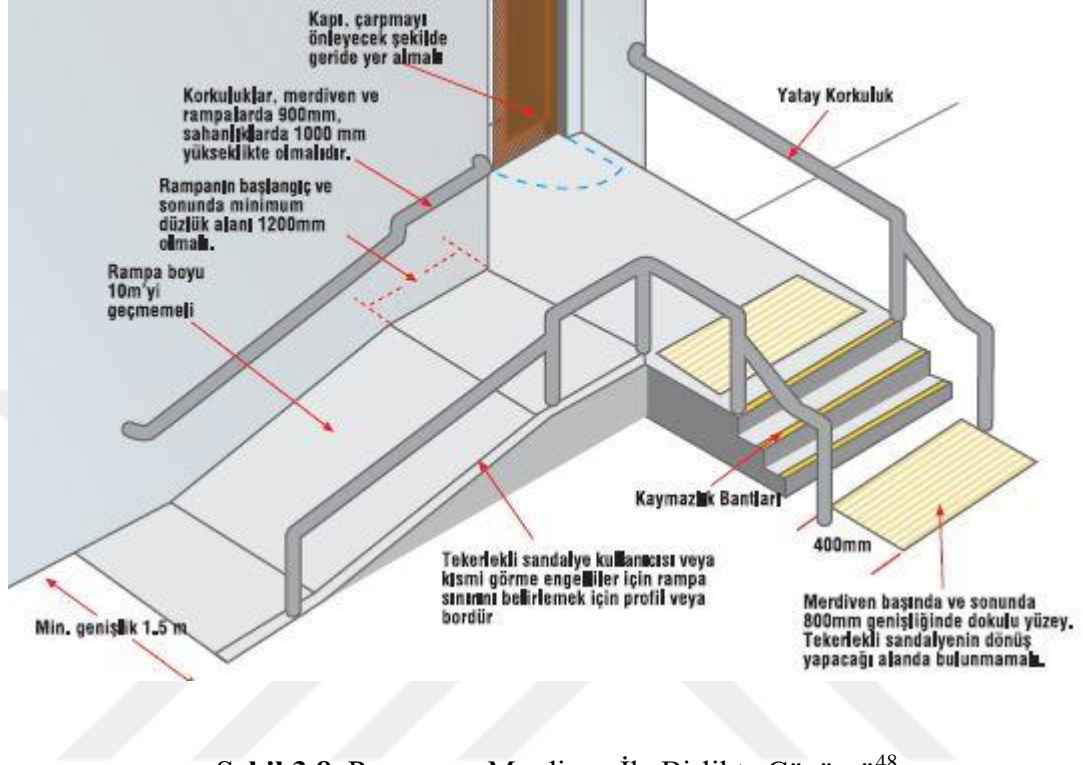 Kapı, çarpmayı
önleyecek şekilde
geride yer almalı
Korkuluklar, merdiven ve
rampalarda 900mm,
sahanlıklarda 1000 mm
yükseklikte olmalıdır.
Yatay Korkuluk
Rampanın başlangıç ve
sonunda minimum
düzlük alanı 1200mm
olmalı.
Rampa boyu
10m'yi
geçmemeli
Kaymazlık Bantları
400mm
Tekerlekli sandalye kullanıcısı veya
kısmi görme engelliler için rampa
sınırını belirlemek için profil veya
bordür
Merdiven başında ve sonunda
800mm genişliğinde dokulu yüzey.
Tekerlekli sandalyenin dönüş
yapacağı alanda bulunmamalı.
Min. genişlik 1.5 m